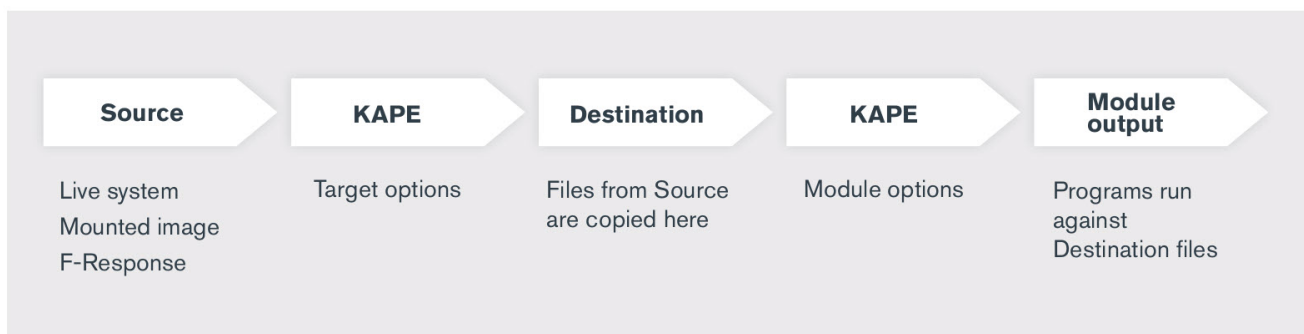 Source
KAPE
Destination
KAPE
Module
output
Live system
Mounted image
F-Response
Target options
Files from Source
are copied here
Module options
Programs run
against
Destination files